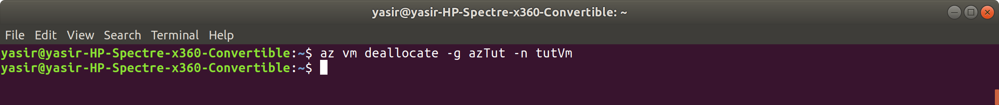 yasir@yasir-HP-Spectre-x360-Convertible: ~
File Edit View Search Terminal Help
yasir@yasir-HP-Spectre-x360-Convertible:~$ az vm deallocate -g azTut -n tutVm
yasir@yasir-HP-Spectre-x360-Convertible:~$